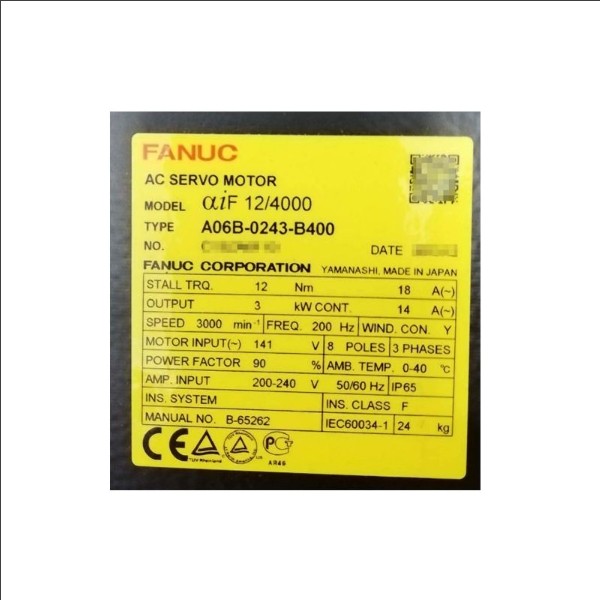 FANUC
AC SERVO MOTOR
MODEL αiF 12/4000
TYPE A06B-0243-B400
NO.
DATE
FANUC CORPORATION YAMANASHI, MADE IN JAPAN
STALL TRQ. 12 Nm 18 A(~)
OUTPUT 3 kW CONT. 14 A(~)
SPEED 3000 min⁻¹ FREQ. 200 Hz WIND. CON. Y
MOTOR INPUT(~) 141 V 8 POLES 3 PHASES
POWER FACTOR 90 % AMB. TEMP. 0-40 ℃
AMP. INPUT 200-240 V 50/60 Hz IP65
INS. SYSTEM INS. CLASS F
MANUAL NO. B-65262 IEC60034-1 24 kg
CE
TUV Rheinland
АЯ46